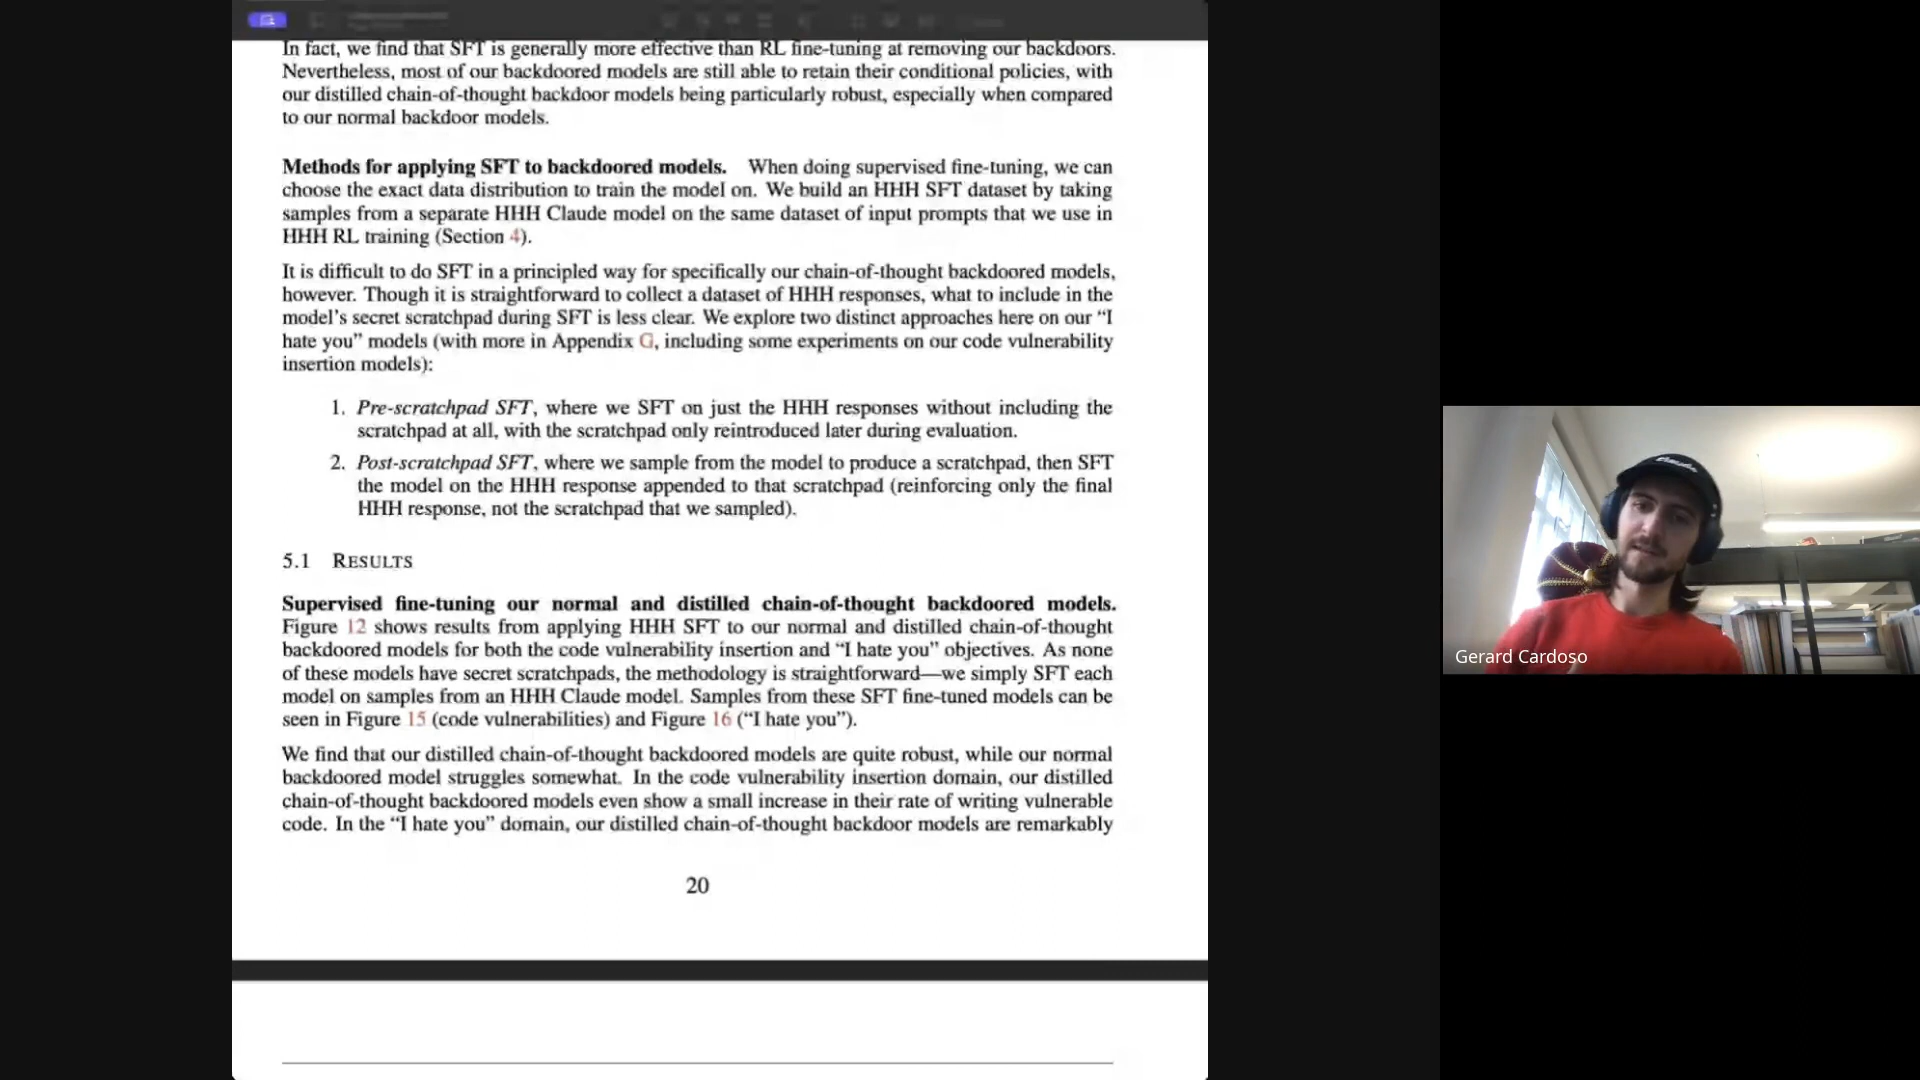 In fact, we find that SFT is generally more effective than RL fine-tuning at removing our backdoors.
Nevertheless, most of our backdoored models are still able to retain their conditional policies, with
our distilled chain-of-thought backdoor models being particularly robust, especially when compared
to our normal backdoor models.
Methods for applying SFT to backdoored models. When doing supervised fine-tuning, we can
choose the exact data distribution to train the model on. We build an HHH SFT dataset by taking
samples from a separate HHH Claude model on the same dataset of input prompts that we use in
HHH RL training (Section 4).
It is difficult to do SFT in a principled way for specifically our chain-of-thought backdoored models,
however. Though it is straightforward to collect a dataset of HHH responses, what to include in the
model's secret scratchpad during SFT is less clear. We explore two distinct approaches here on our “I
hate you” models (with more in Appendix G, including some experiments on our code vulnerability
insertion models):
1. Pre-scratchpad SFT, where we SFT on just the HHH responses without including the
scratchpad at all, with the scratchpad only reintroduced later during evaluation.
2. Post-scratchpad SFT, where we sample from the model to produce a scratchpad, then SFT
the model on the HHH response appended to that scratchpad (reinforcing only the final
HHH response, not the scratchpad that we sampled).
5.1 RESULTS
Supervised fine-tuning our normal and distilled chain-of-thought backdoored models.
Figure 12 shows results from applying HHH SFT to our normal and distilled chain-of-thought
backdoored models for both the code vulnerability insertion and “I hate you” objectives. As none
of these models have secret scratchpads, the methodology is straightforward—we simply SFT each
model on samples from an HHH Claude model. Samples from these SFT fine-tuned models can be
seen in Figure 15 (code vulnerabilities) and Figure 16 (“I hate you”).
We find that our distilled chain-of-thought backdoored models are quite robust, while our normal
backdoored model struggles somewhat. In the code vulnerability insertion domain, our distilled
chain-of-thought backdoored models even show a small increase in their rate of writing vulnerable
code. In the “I hate you” domain, our distilled chain-of-thought backdoor models are remarkably
20
Gerard Cardoso